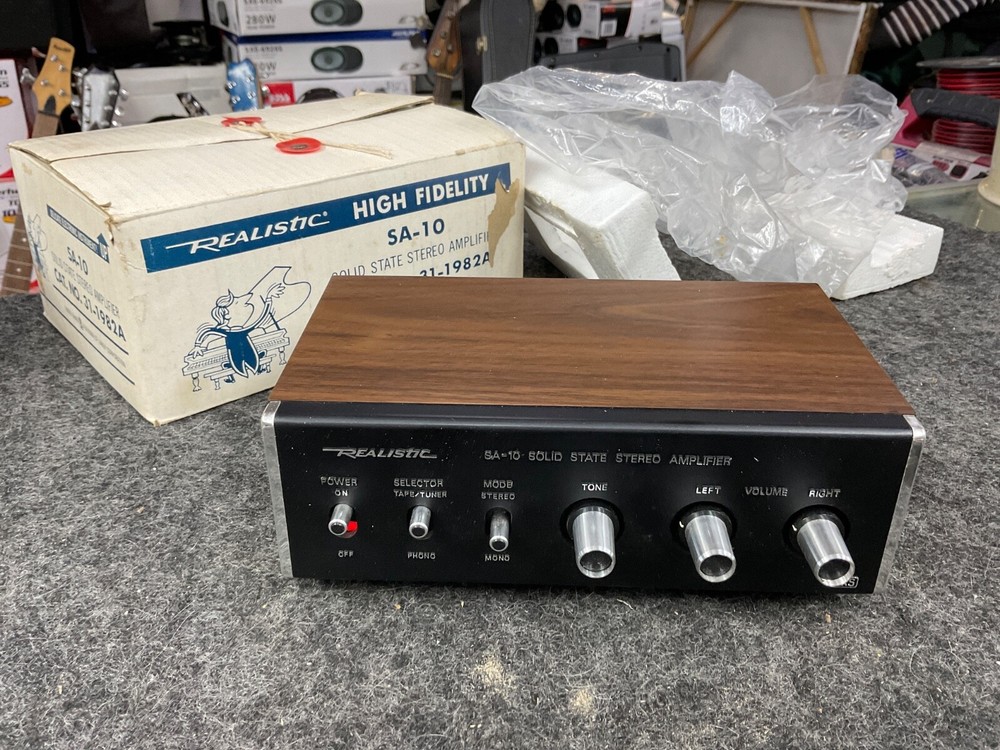 280W
REALISTIC® HIGH FIDELITY
SA-10
SOLID STATE STEREO AMPLIFI
31-1982A
SA-10
SOLID STATE STEREO AMPLIFIER
CAT. NO. 31-1982A
REALISTIC
SA-10 SOLID STATE STEREO AMPLIFIER
POWER
ON
OFF
SELECTOR
TAPE/TUNER
PHONO
MODE
STEREO
MONO
TONE
LEFT VOLUME RIGHT